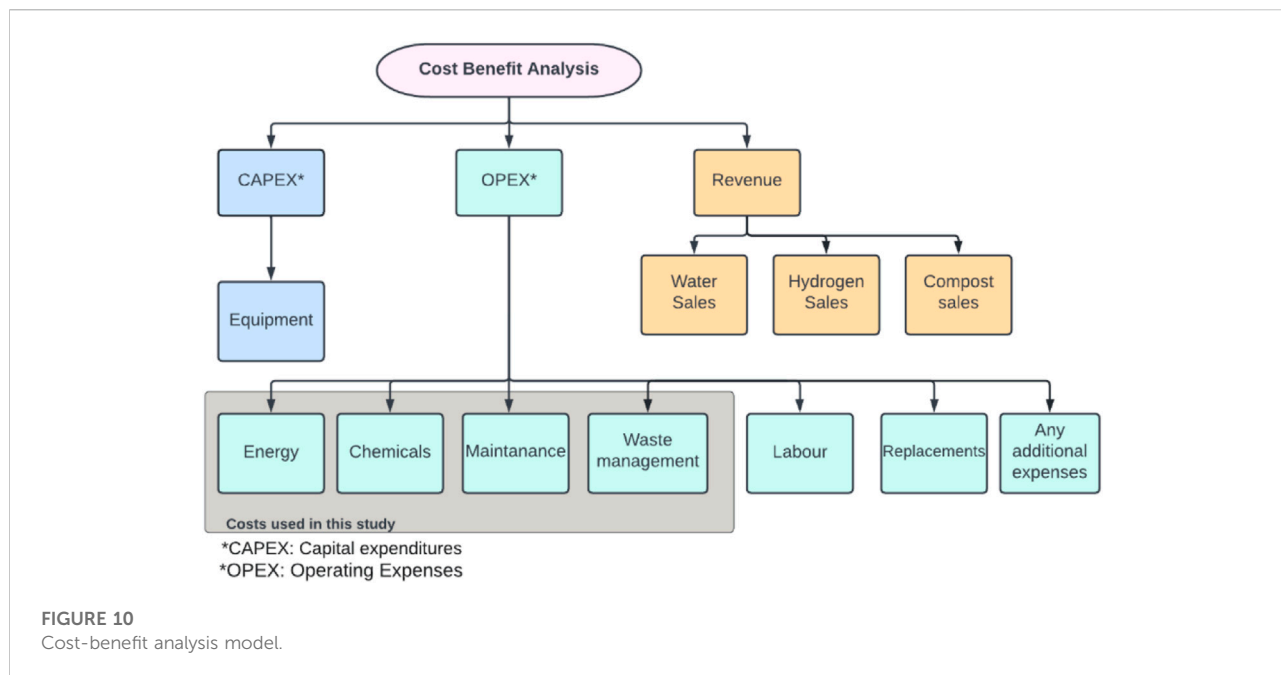 Cost Benefit Analysis
CAPEX*
OPEX*
Revenue
Equipment
Water
Sales
Hydrogen
Sales
Compost
sales
Energy
Chemicals
Maintanance
Waste
management
Labour
Replacements
Any
additional
expenses
Costs used in this study
*CAPEX: Capital expenditures
*OPEX: Operating Expenses
FIGURE 10
Cost-benefit analysis model.